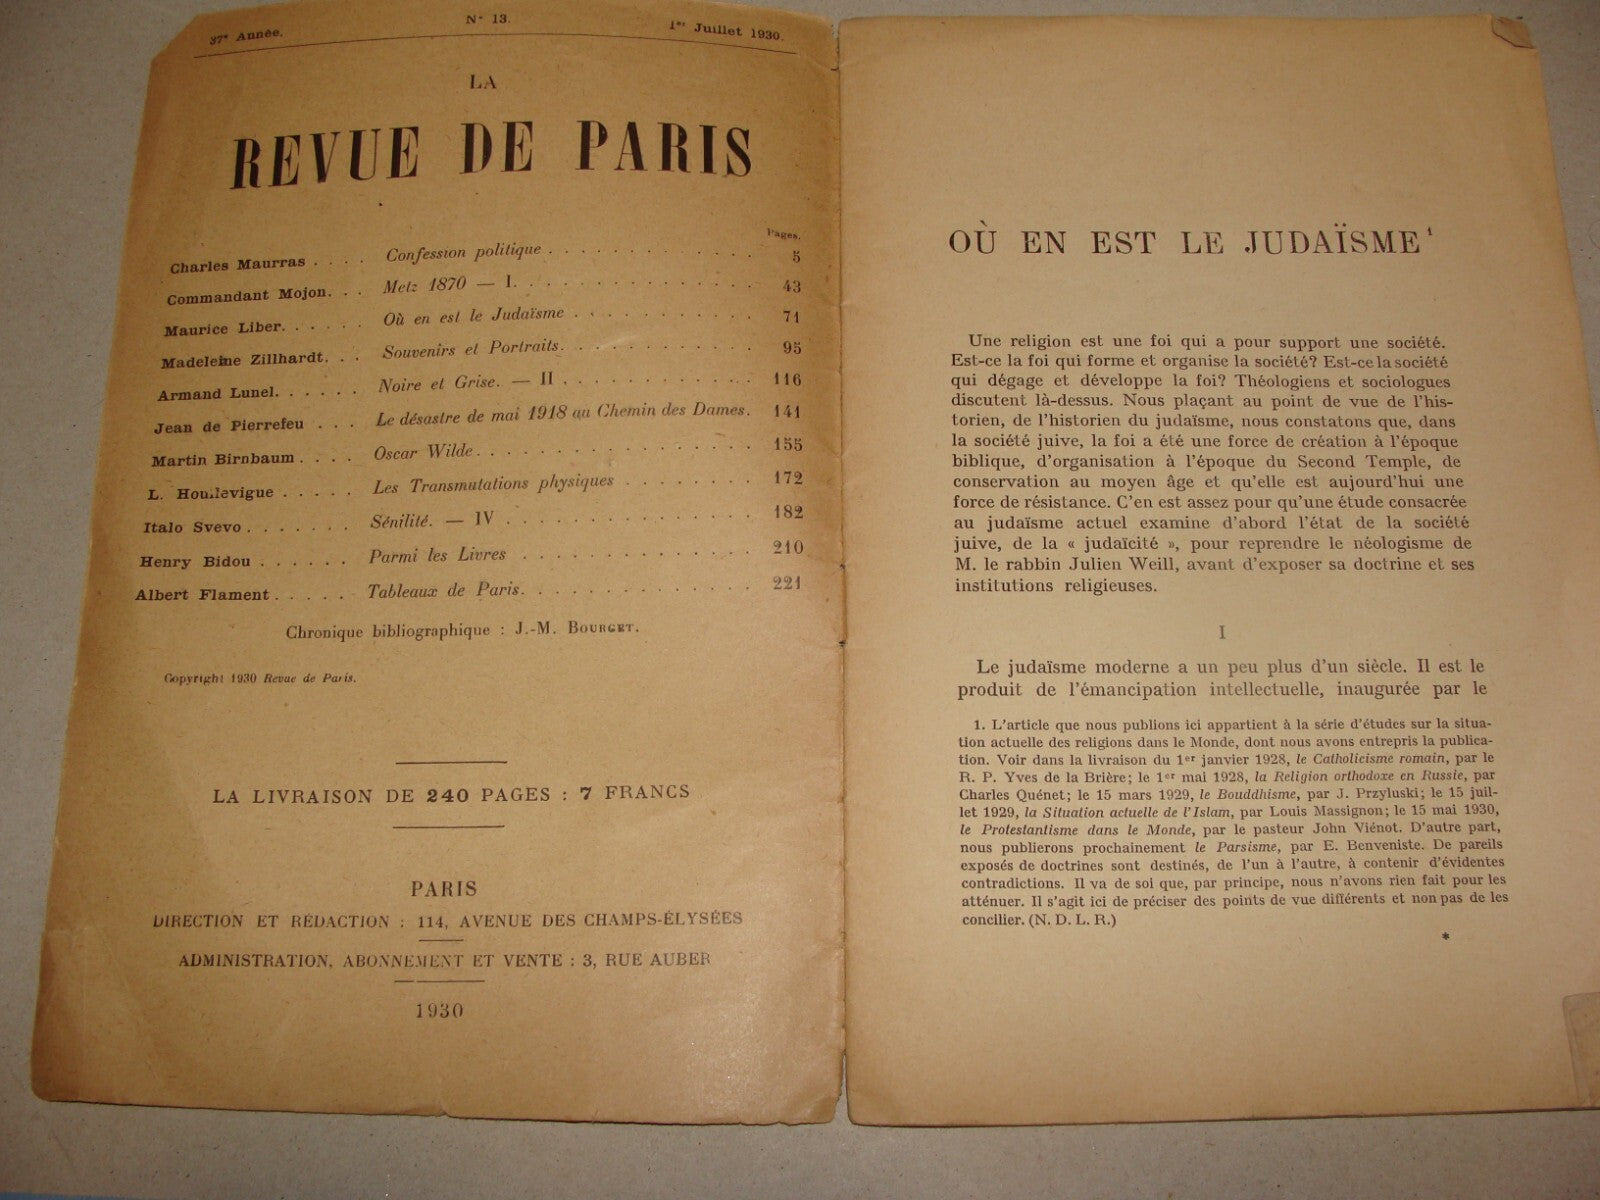 37e Année.
N° 13.
1er Juillet 1930.
LA
REVUE DE PARIS
Pages.
Charles Maurras . . . . Confession politique . . . . . . . . . . . 5
Commandant Mojon. . . Metz 1870 — I. . . . . . . . . . . . . . 43
Maurice Liber. . . . . . Où en est le Judaïsme . . . . . . . . . . 71
Madeleine Zillhardt. . . Souvenirs et Portraits. . . . . . . . . . . 95
Armand Lunel. . . . . . Noire et Grise. — II . . . . . . . . . . . 116
Jean de Pierrefeu . . . Le désastre de mai 1918 au Chemin des Dames. 141
Martin Birnbaum . . . . Oscar Wilde. . . . . . . . . . . . . . . 155
L. Houllevigue . . . . . Les Transmutations physiques . . . . . . . . 172
Italo Svevo . . . . . . . Sénilité. — IV . . . . . . . . . . . . . . 182
Henry Bidou . . . . . . Parmi les Livres . . . . . . . . . . . . . 210
Albert Flament . . . . . Tableaux de Paris. . . . . . . . . . . . . 221
Chronique bibliographique : J.-M. BOURGET.
Copyright 1930 Revue de Paris.
LA LIVRAISON DE 240 PAGES : 7 FRANCS
PARIS
DIRECTION ET RÉDACTION : 114, AVENUE DES CHAMPS-ÉLYSÉES
ADMINISTRATION, ABONNEMENT ET VENTE : 3, RUE AUBER
1930
OÙ EN EST LE JUDAÏSME 1
Une religion est une foi qui a pour support une société.
Est-ce la foi qui forme et organise la société? Est-ce la société
qui dégage et développe la foi? Théologiens et sociologues
discutent là-dessus. Nous plaçant au point de vue de l'his-
torien, de l'historien du judaïsme, nous constatons que, dans
la société juive, la foi a été une force de création à l'époque
biblique, d'organisation à l'époque du Second Temple, de
conservation au moyen âge et qu'elle est aujourd'hui une
force de résistance. C'en est assez pour qu'une étude consacrée
au judaïsme actuel examine d'abord l'état de la société
juive, de la « judaïcité », pour reprendre le néologisme de
M. le rabbin Julien Weill, avant d'exposer sa doctrine et ses
institutions religieuses.
I
Le judaïsme moderne a un peu plus d'un siècle. Il est le
produit de l'émancipation intellectuelle, inaugurée par le
1. L'article que nous publions ici appartient à la série d'études sur la situa-
tion actuelle des religions dans le Monde, dont nous avons entrepris la publica-
tion. Voir dans la livraison du 1er janvier 1928, le Catholicisme romain, par le
R. P. Yves de la Brière; le 1er mai 1928, la Religion orthodoxe en Russie, par
Charles Quénet; le 15 mars 1929, le Bouddhisme, par J. Przyluski; le 15 juil-
let 1929, la Situation actuelle de l'Islam, par Louis Massignon; le 15 mai 1930,
le Protestantisme dans le Monde, par le pasteur John Viénot. D'autre part,
nous publierons prochainement le Parsisme, par E. Benveniste. De pareils
exposés de doctrines sont destinés, de l'un à l'autre, à contenir d'évidentes
contradictions. Il va de soi que, par principe, nous n'avons rien fait pour les
atténuer. Il s'agit ici de préciser des points de vue différents et non pas de les
concilier. (N. D. L. R.)
*